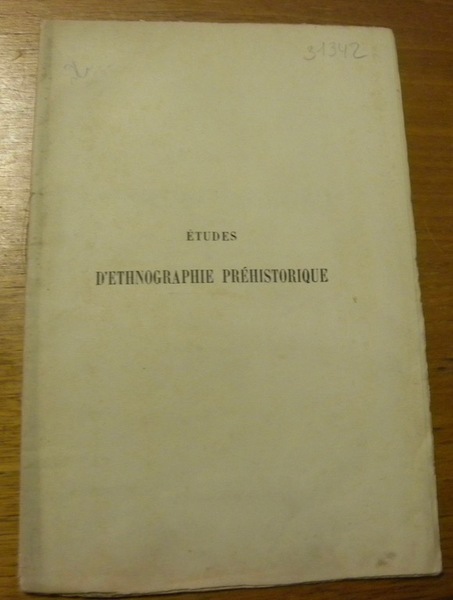 31342
ÉTUDES
D'ETHNOGRAPHIE PRÉHISTORIQUE